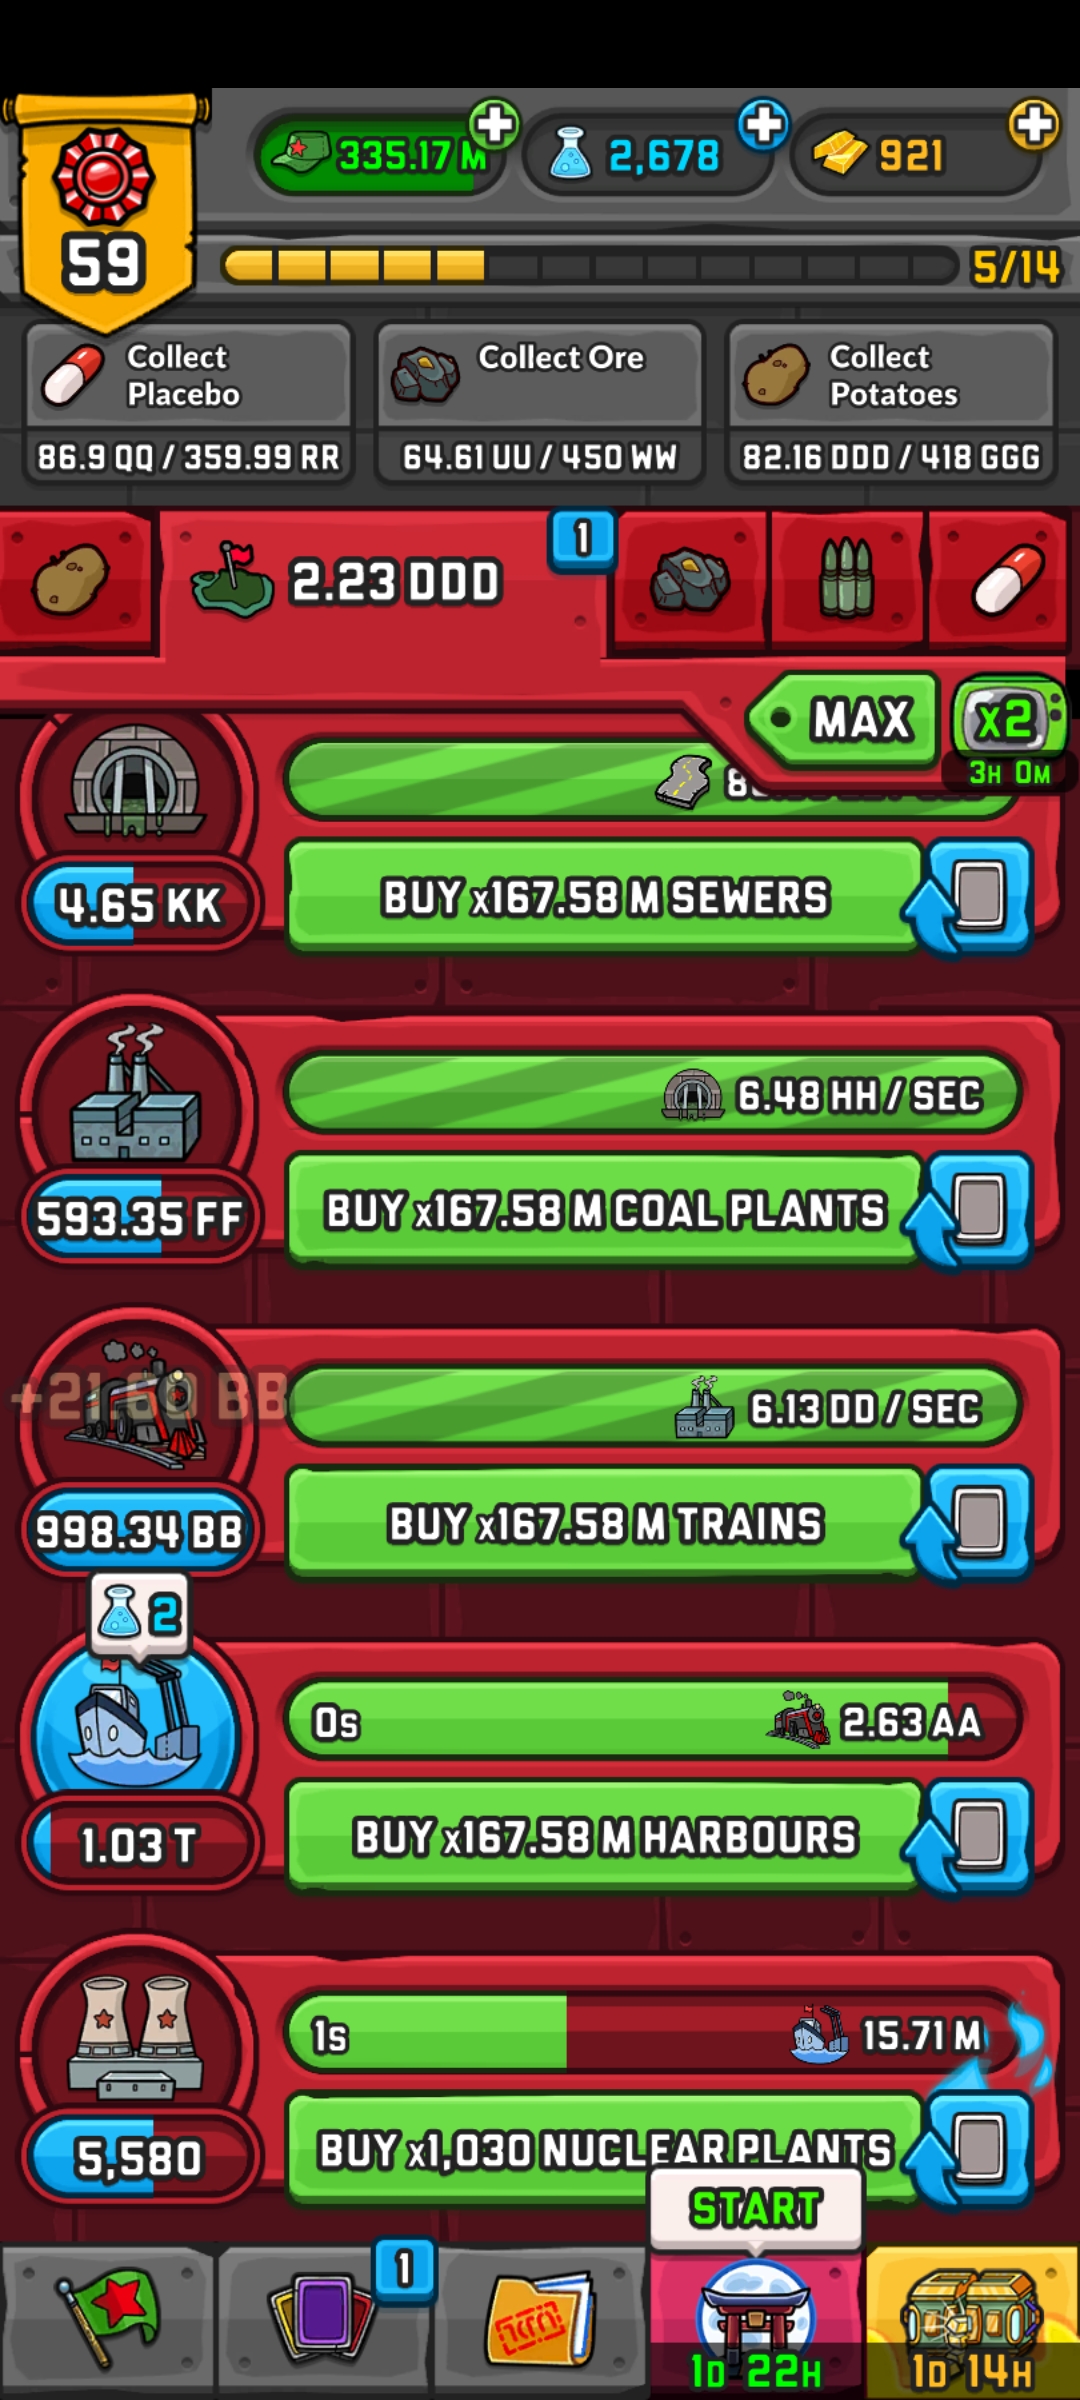 335.17 M
2,678
921
59
5/14
Collect
Placebo
86.9 QQ / 359.99 RR
Collect Ore
64.61 UU / 450 WW
Collect
Potatoes
82.16 DDD / 418 GGG
2.23 DDD
1
MAX
x2
3H 0M
4.65 KK
BUY x167.58 M SEWERS
6.48 HH / SEC
593.35 FF
BUY x167.58 M COAL PLANTS
BB
6.13 DD / SEC
998.34 BB
BUY x167.58 M TRAINS
2
0s
2.63 AA
1.03 T
BUY x167.58 M HARBOURS
1s
15.71 M
5,580
BUY x1,030 NUCLEAR PLANTS
START
1
1D 22H
1D 14H